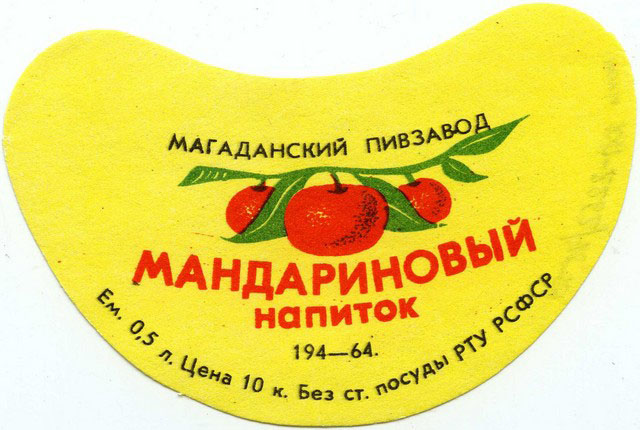 МАГАДАНСКИЙ ПИВЗАВОД
МАНДАРИНОВЫЙ
напиток
194—64.
Ем. 0,5 л. Цена 10 к. Без ст. посуды РТУ РСФСР